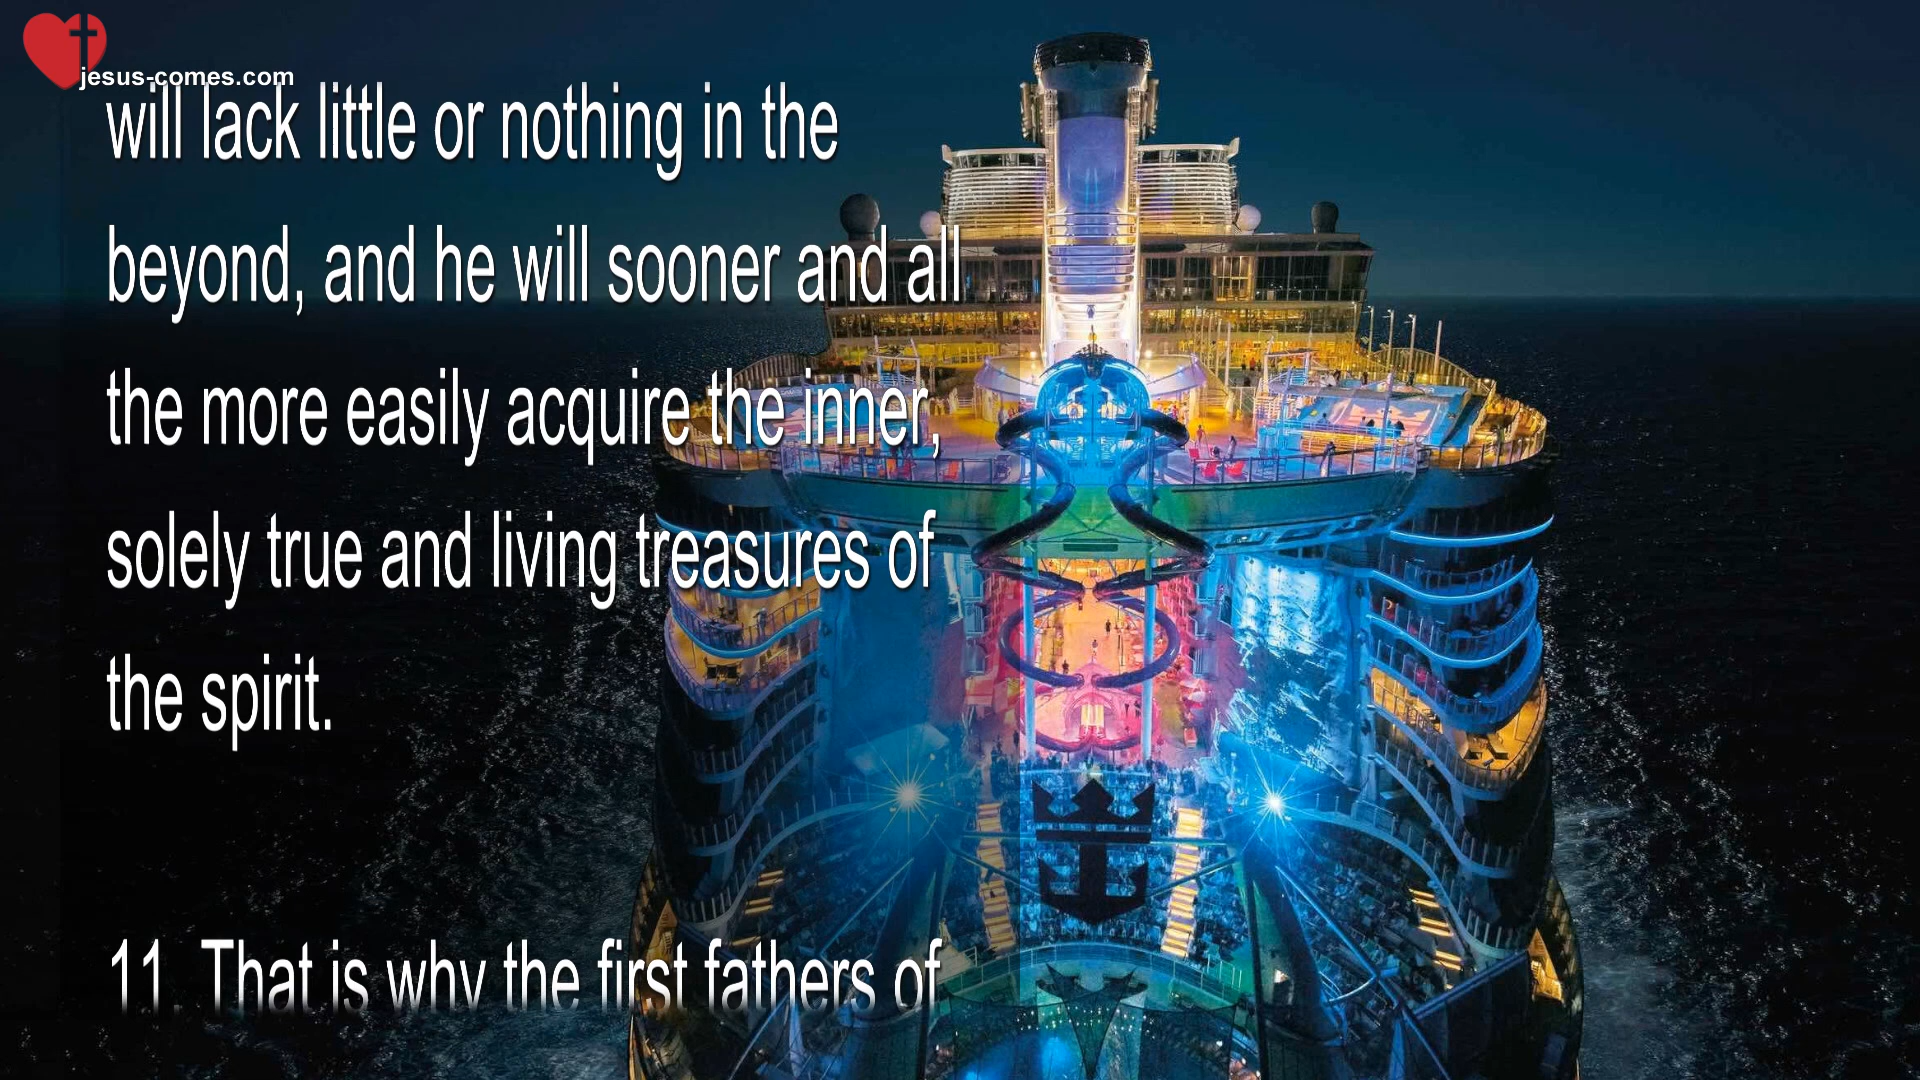 jesus-comes.com
will lack little or nothing in the
beyond, and he will sooner and all
the more easily acquire the inner,
solely true and living treasures of
the spirit.
11. That is why the first fathers of